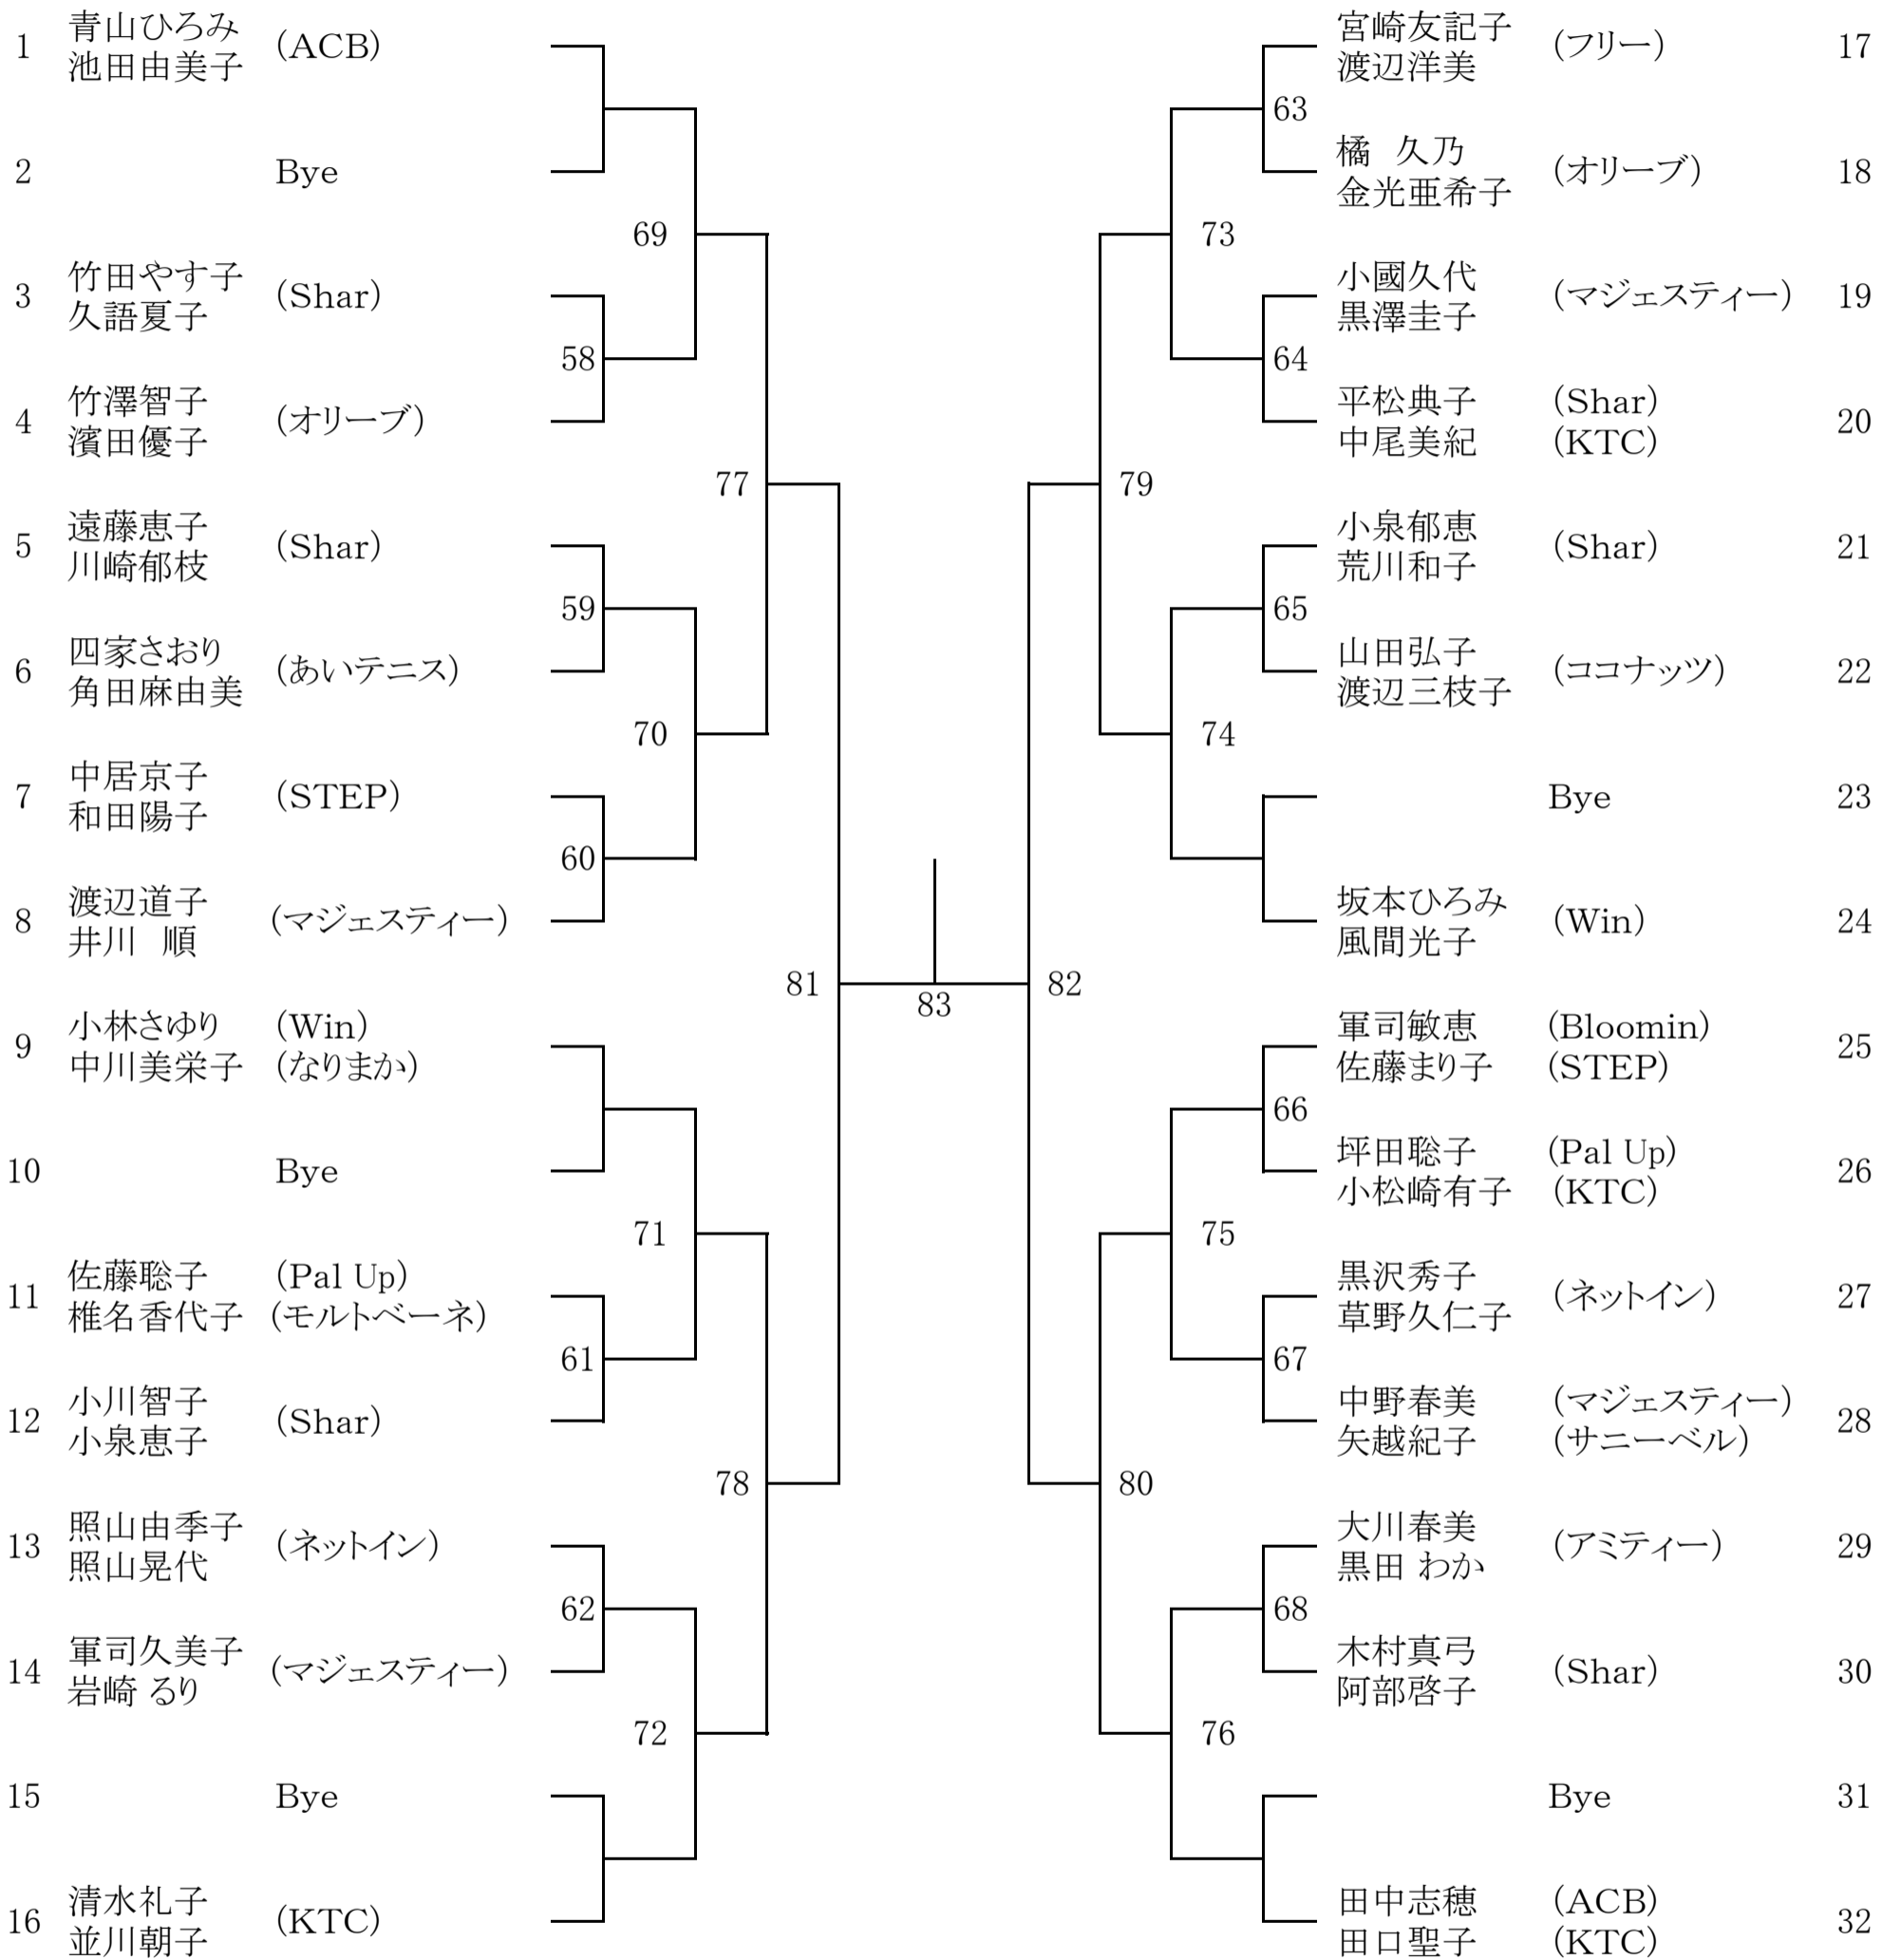 1 青山ひろみ (ACB)
池田由美子
2 Bye
69
3 竹田やす子 (Shar)
久語夏子
58
4 竹澤智子 (オリーブ)
濱田優子
77
5 遠藤恵子 (Shar)
川崎郁枝
59
6 四家さおり (あいテニス)
角田麻由美
70
7 中居京子 (STEP)
和田陽子
60
8 渡辺道子 (マジェスティー)
井川 順
81
9 小林さゆり (Win)
中川美栄子 (なりまか)
10 Bye
71
11 佐藤聡子 (Pal Up)
椎名香代子 (モルトベーネ)
61
12 小川智子 (Shar)
小泉恵子
78
13 照山由季子 (ネットイン)
照山晃代
62
14 軍司久美子 (マジェスティー)
岩崎 るり
72
15 Bye
16 清水礼子 (KTC)
並川朝子
83
宮崎友記子 (フリー) 17
渡辺洋美
63
橘 久乃 (オリーブ) 18
金光亜希子
73
小國久代 (マジェスティー) 19
黒澤圭子
64
平松典子 (Shar) 20
中尾美紀 (KTC)
79
小泉郁恵 (Shar) 21
荒川和子
65
山田弘子 (ココナッツ) 22
渡辺三枝子
74
Bye 23
坂本ひろみ (Win) 24
風間光子
82
軍司敏恵 (Bloomin) 25
佐藤まり子 (STEP)
66
坪田聡子 (Pal Up) 26
小松崎有子 (KTC)
75
黒沢秀子 (ネットイン) 27
草野久仁子
67
中野春美 (マジェスティー) 28
矢越紀子 (サニーベル)
80
大川春美 (アミティー) 29
黒田 わか
68
木村真弓 (Shar) 30
阿部啓子
76
Bye 31
田中志穂 (ACB) 32
田口聖子 (KTC)